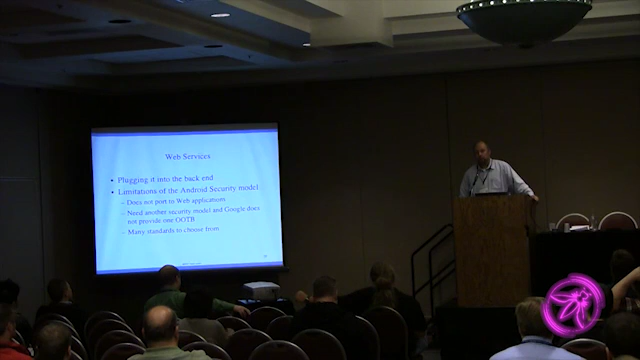 Web Services
• Plugging it into the back end
• Limitations of the Android Security model
– Does not port to Web applications
– Need another security model and Google does
not provide one OOTB
– Many standards to choose from